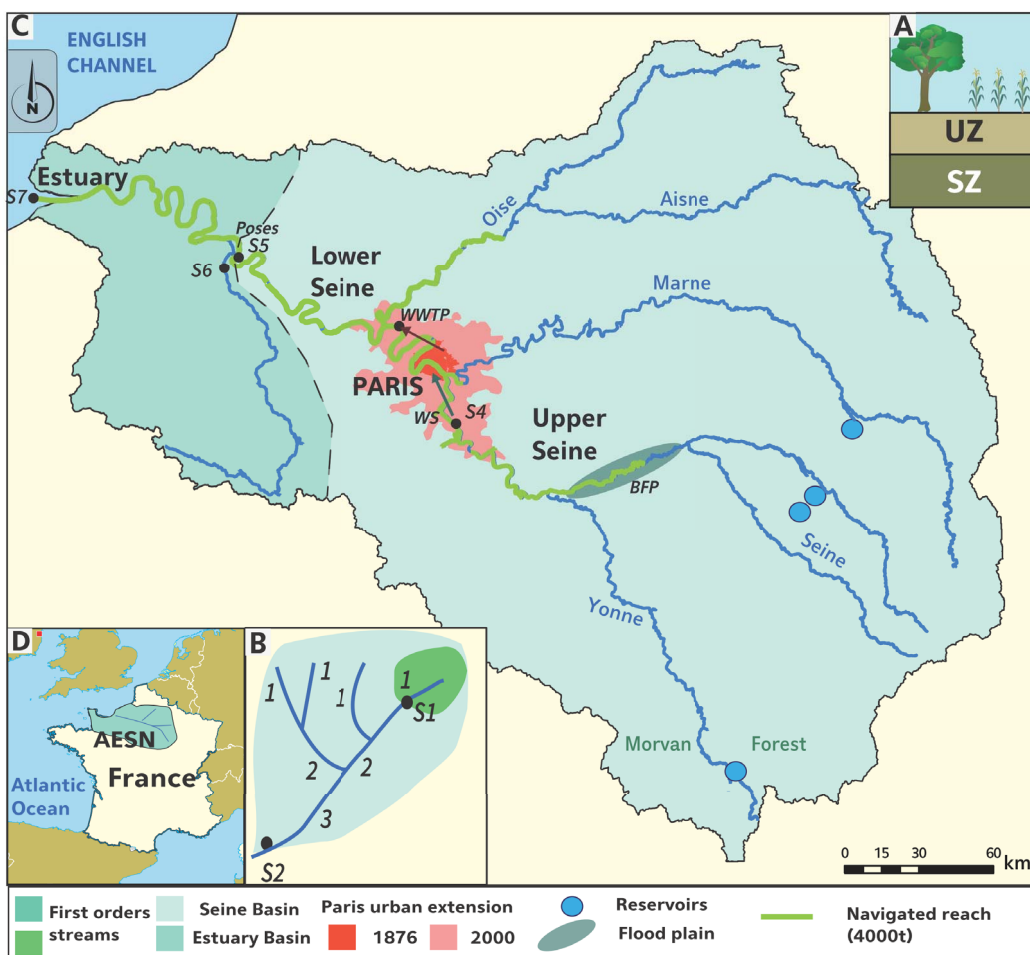 C
ENGLISH
CHANNEL
N
A
UZ
SZ
Estuary
S7
Poses
S5
S6
Oise
Aisne
Lower
Seine
Marne
WWTP
PARIS
WS
S4
Upper
Seine
BFP
Seine
Yonne
Morvan
Forest
D
AESN
France
Atlantic
Ocean
B
1
1
1
1
S1
2
2
3
S2
0 15 30 60
km
First orders
streams
Seine Basin
Estuary Basin
Paris urban extension
1876
2000
Reservoirs
Flood plain
Navigated reach
(4000t)